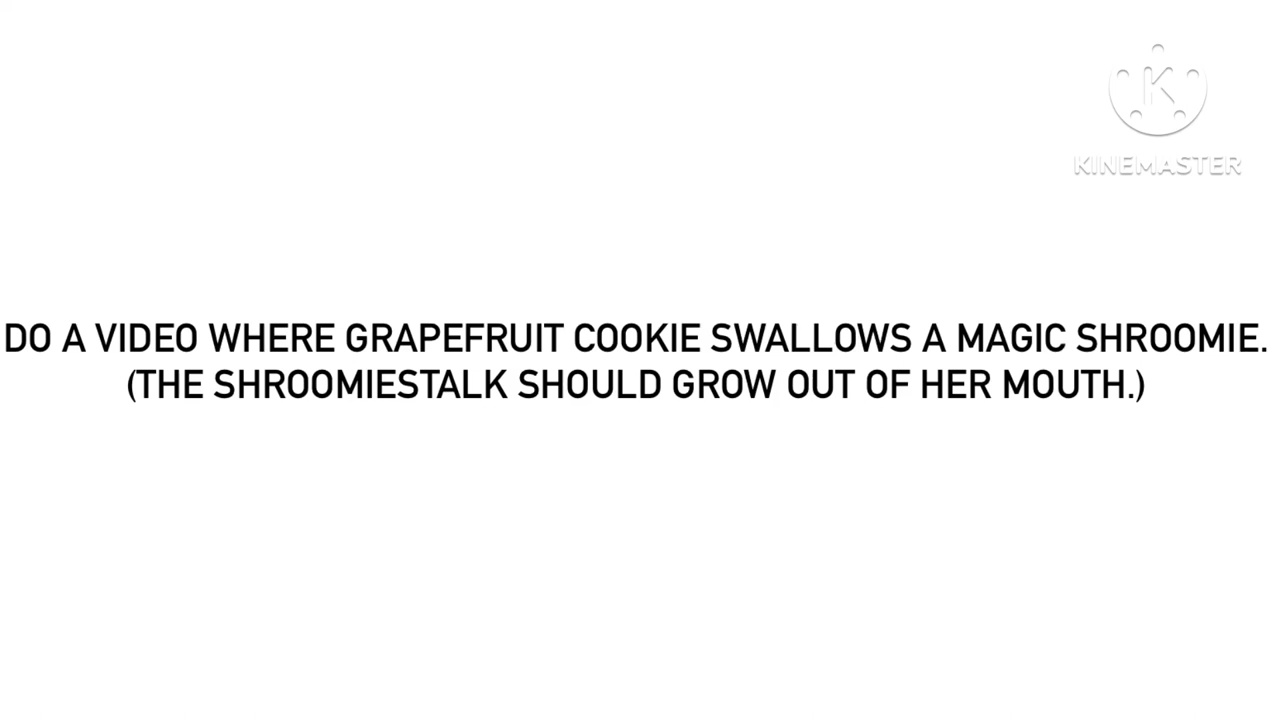 KINEMASTER
DO A VIDEO WHERE GRAPEFRUIT COOKIE SWALLOWS A MAGIC SHROOMIE.
(THE SHROOMIESTALK SHOULD GROW OUT OF HER MOUTH.)